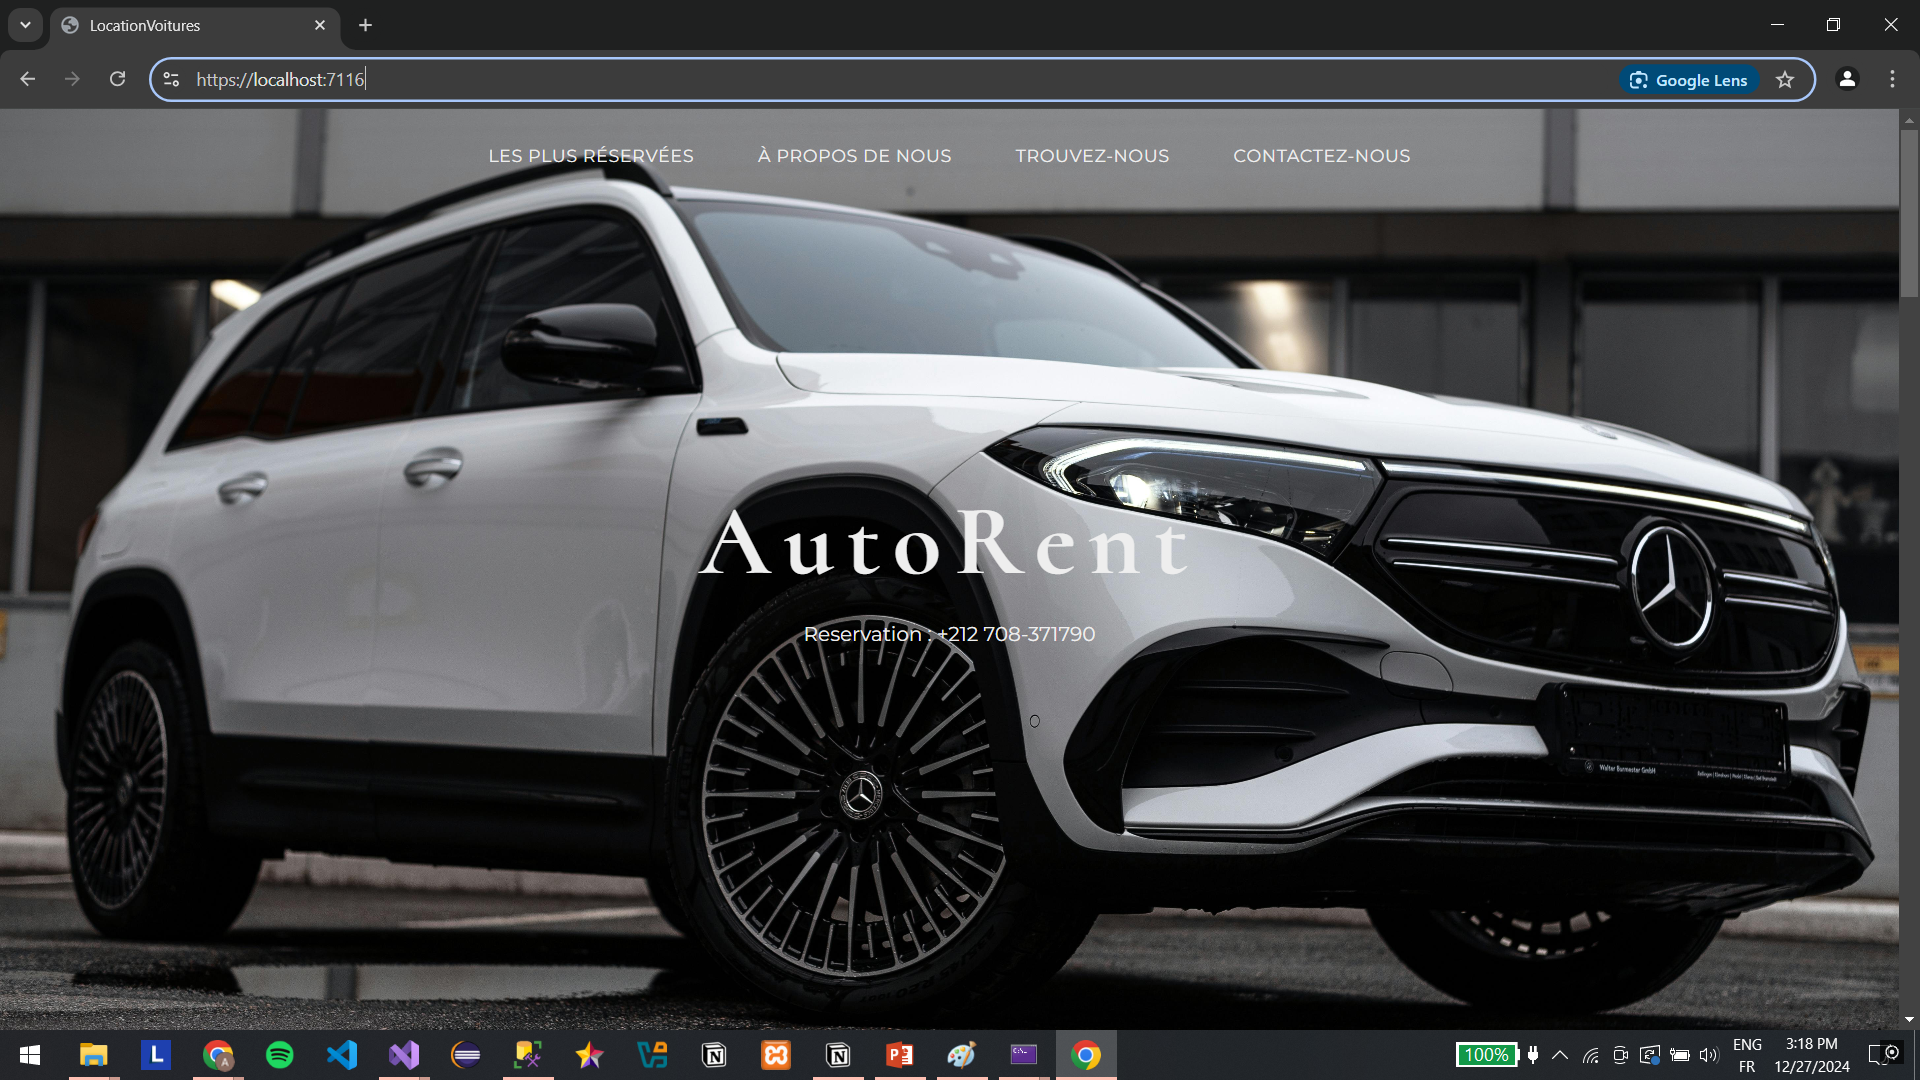 LocationVoitures
https://localhost:7116
Google Lens
LES PLUS RÉSERVÉES
À PROPOS DE NOUS
TROUVEZ-NOUS
CONTACTEZ-NOUS
AutoRent
Reservation : +212 708-371790
Walter Burmester GmbH
L
A
N
N
100%
ENG
3:18 PM
FR
12/27/2024